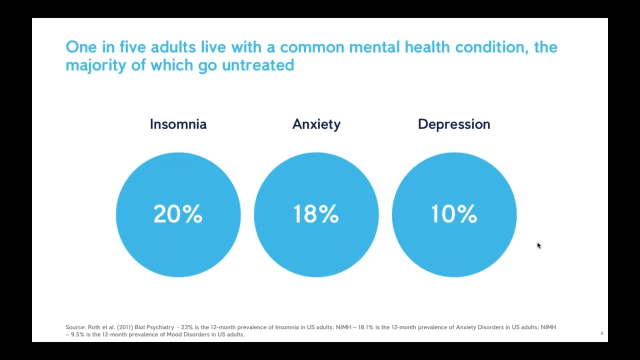 One in five adults live with a common mental health condition, the
majority of which go untreated
Insomnia Anxiety Depression
20% 18% 10%
Source: Roth et al. (2011) Biol Psychiatry - 23% is the 12-month prevalence of Insomnia in US adults; NIMH – 18.1% is the 12-month prevalence of Anxiety Disorders in US adults; NIMH
– 9.5% is the 12-month prevalence of Mood Disorders in US adults.